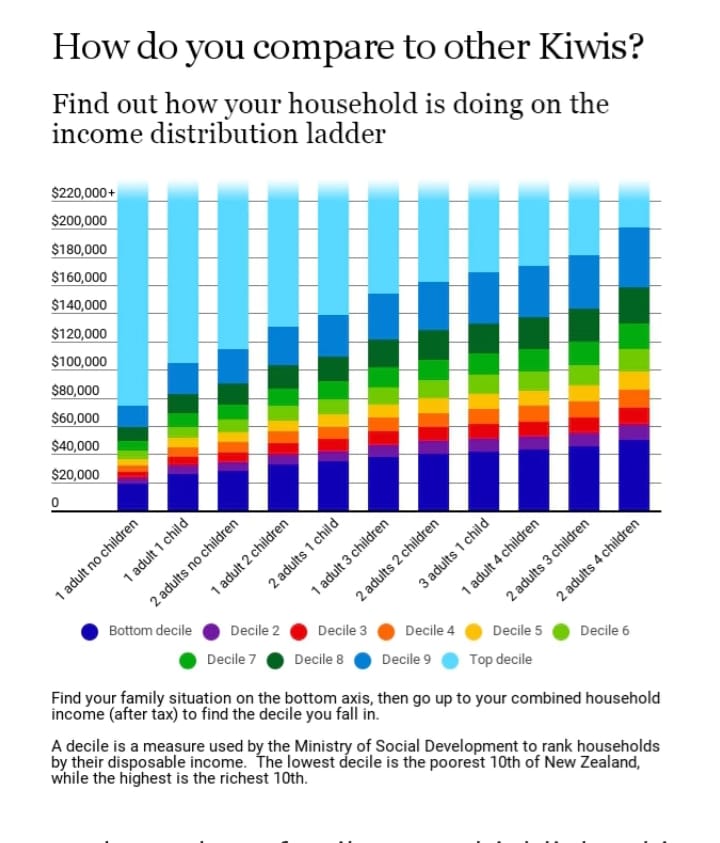 How do you compare to other Kiwis?
Find out how your household is doing on the
income distribution ladder
$220,000+
$200,000
$180,000
$160,000
$140,000
$120,000
$100,000
$80,000
$60,000
$40,000
$20,000
0
1 adult no children
1 adult 1 child
2 adults no children
1 adult 2 children
2 adults 1 child
1 adult 3 children
2 adults 2 children
3 adults 1 child
1 adult 4 children
2 adults 3 children
2 adults 4 children
Bottom decile Decile 2 Decile 3 Decile 4 Decile 5 Decile 6
Decile 7 Decile 8 Decile 9 Top decile
Find your family situation on the bottom axis, then go up to your combined household
income (after tax) to find the decile you fall in.
A decile is a measure used by the Ministry of Social Development to rank households
by their disposable income. The lowest decile is the poorest 10th of New Zealand,
while the highest is the richest 10th.